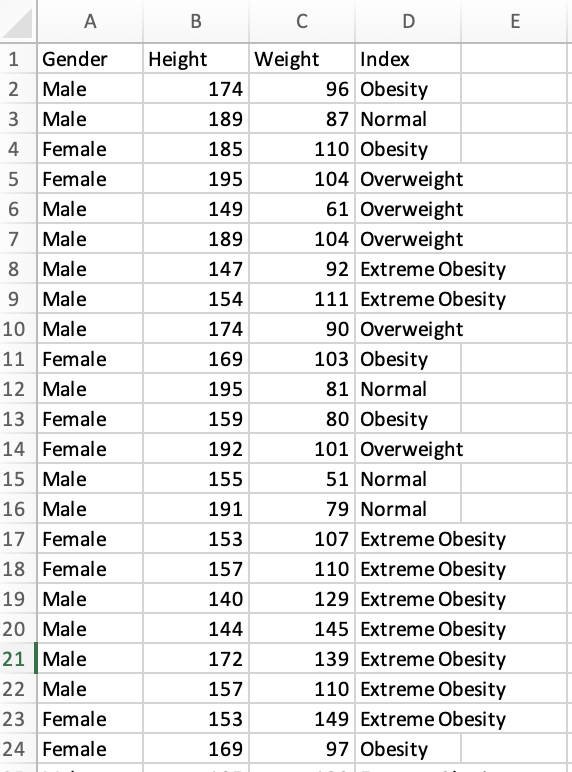 A B C D E
1 Gender Height Weight Index
2 Male 174 96 Obesity
3 Male 189 87 Normal
4 Female 185 110 Obesity
5 Female 195 104 Overweight
6 Male 149 61 Overweight
7 Male 189 104 Overweight
8 Male 147 92 Extreme Obesity
9 Male 154 111 Extreme Obesity
10 Male 174 90 Overweight
11 Female 169 103 Obesity
12 Male 195 81 Normal
13 Female 159 80 Obesity
14 Female 192 101 Overweight
15 Male 155 51 Normal
16 Male 191 79 Normal
17 Female 153 107 Extreme Obesity
18 Female 157 110 Extreme Obesity
19 Male 140 129 Extreme Obesity
20 Male 144 145 Extreme Obesity
21 Male 172 139 Extreme Obesity
22 Male 157 110 Extreme Obesity
23 Female 153 149 Extreme Obesity
24 Female 169 97 Obesity